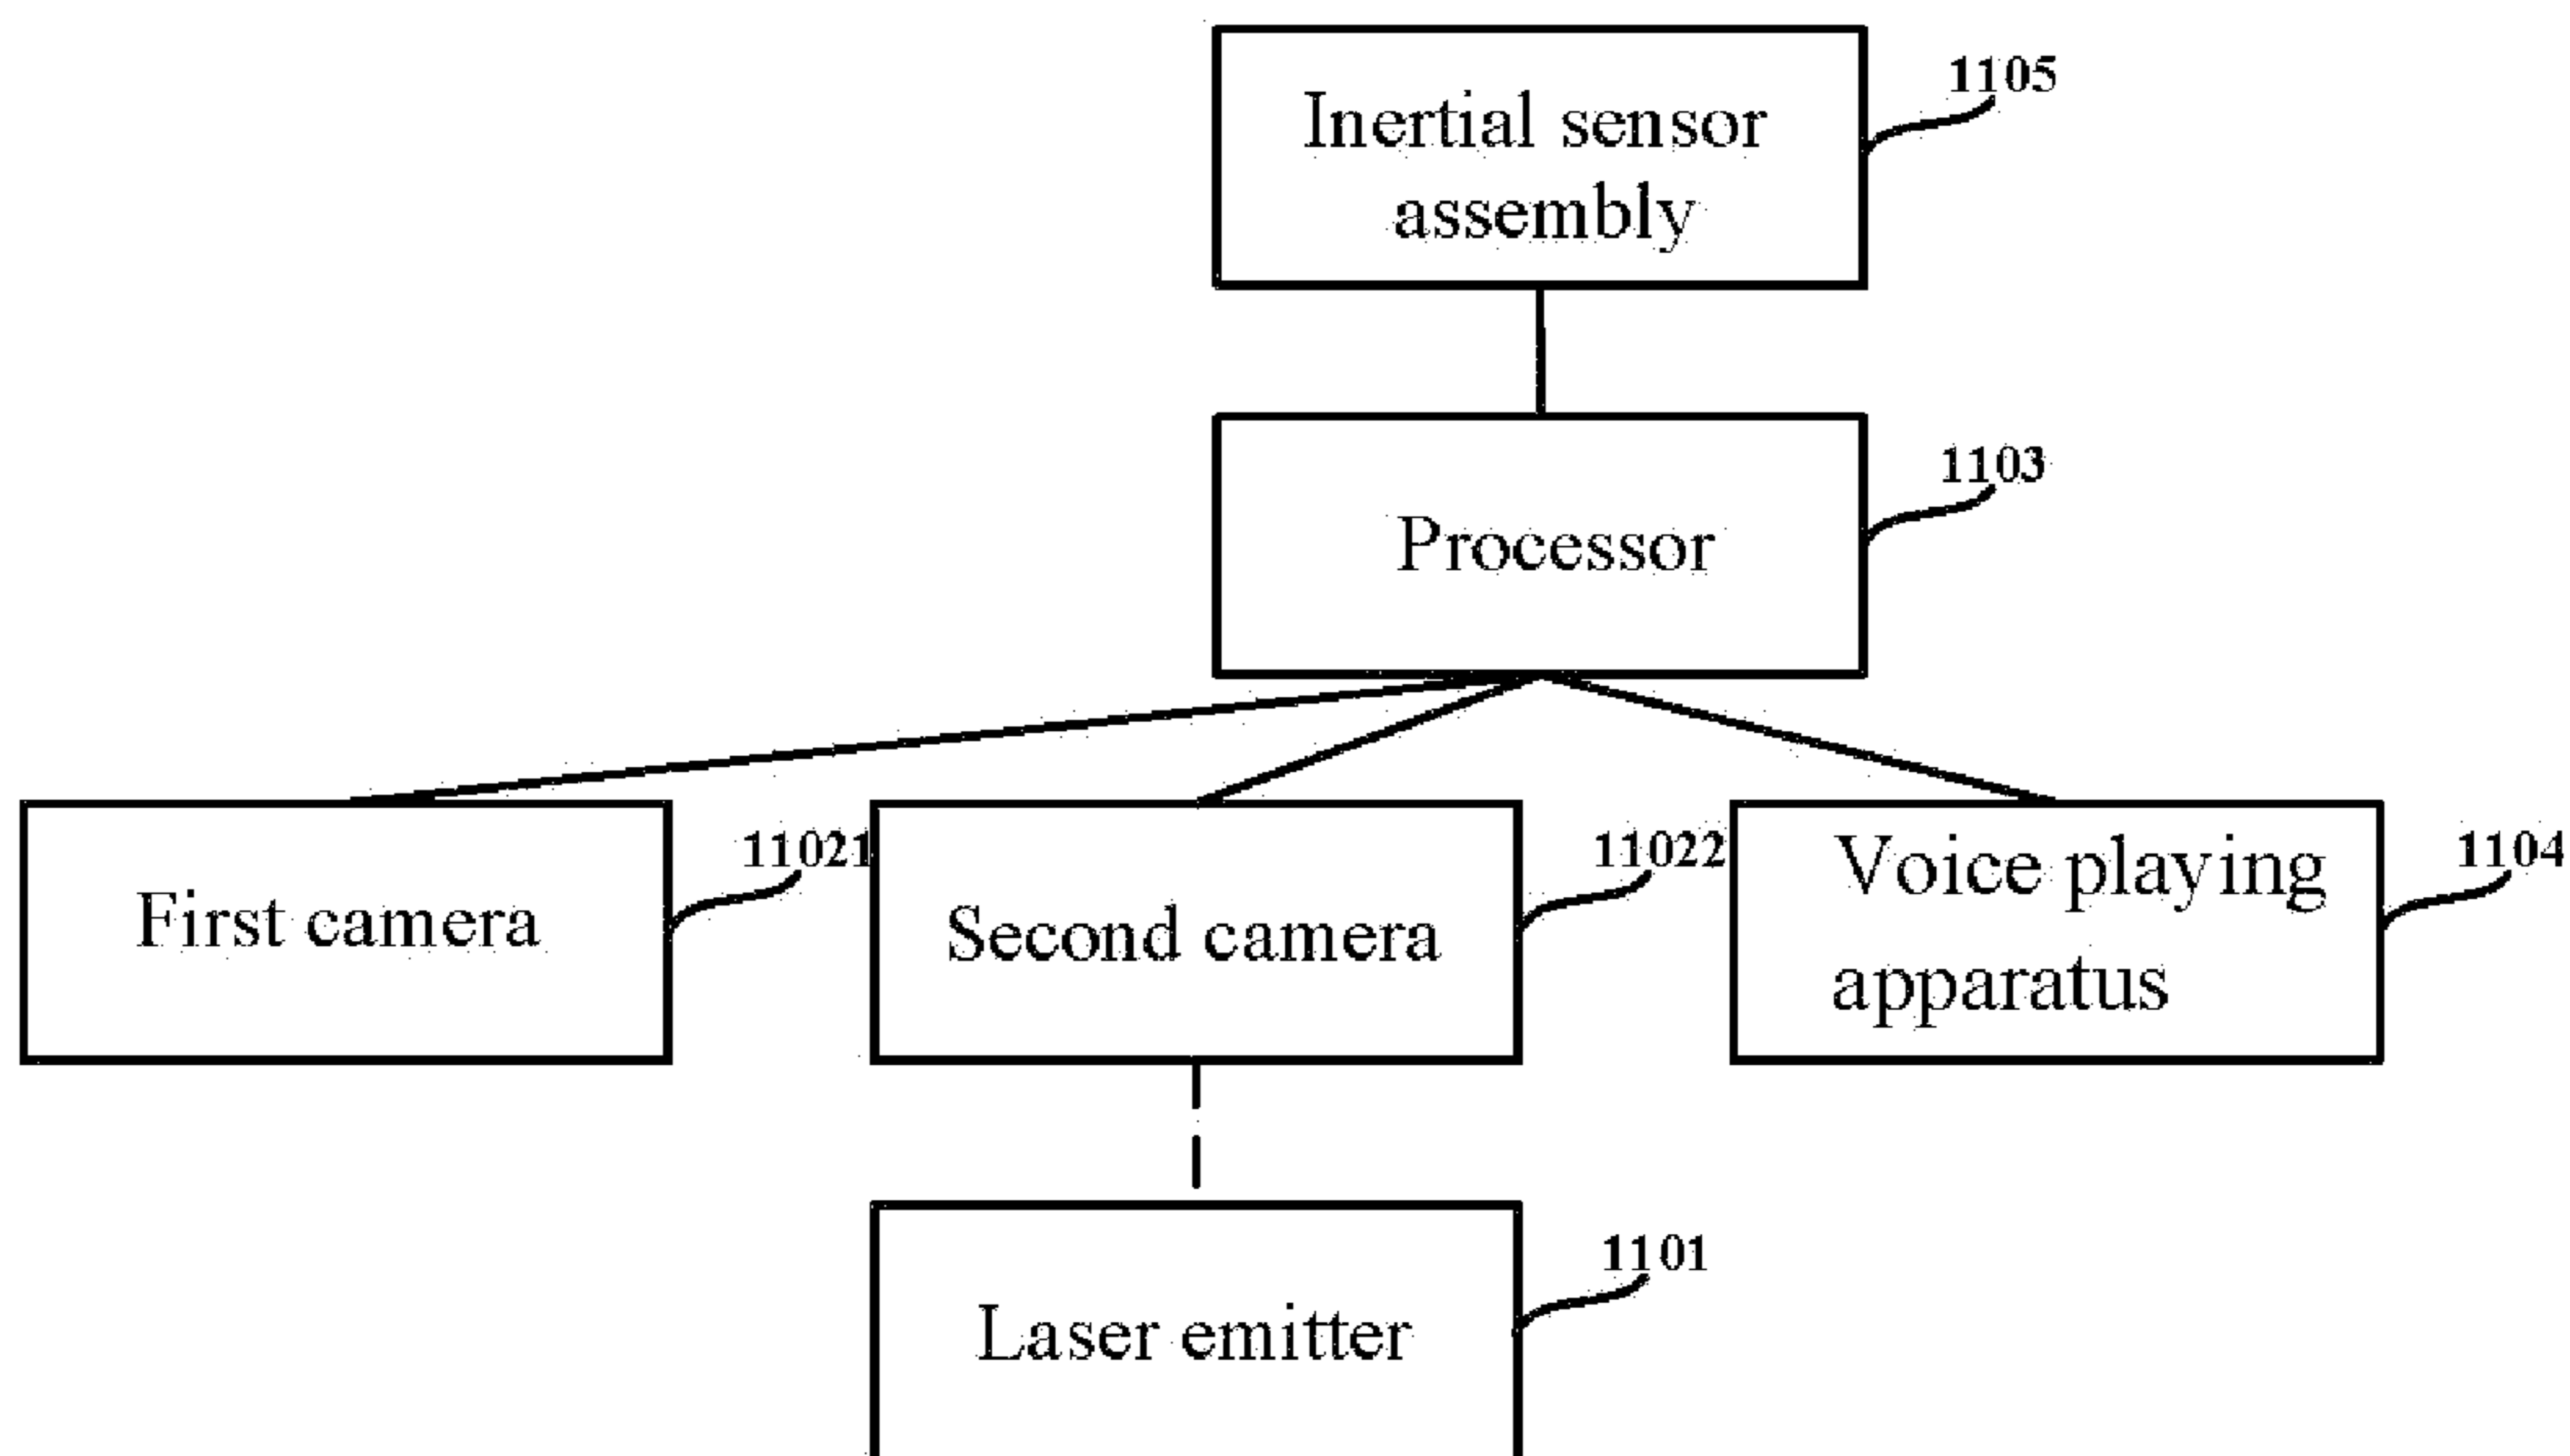 Inertial sensor
assembly
1105
Processor
1103
First camera
11021
Second camera
11022
Voice playing
apparatus
1104
Laser emitter
1101